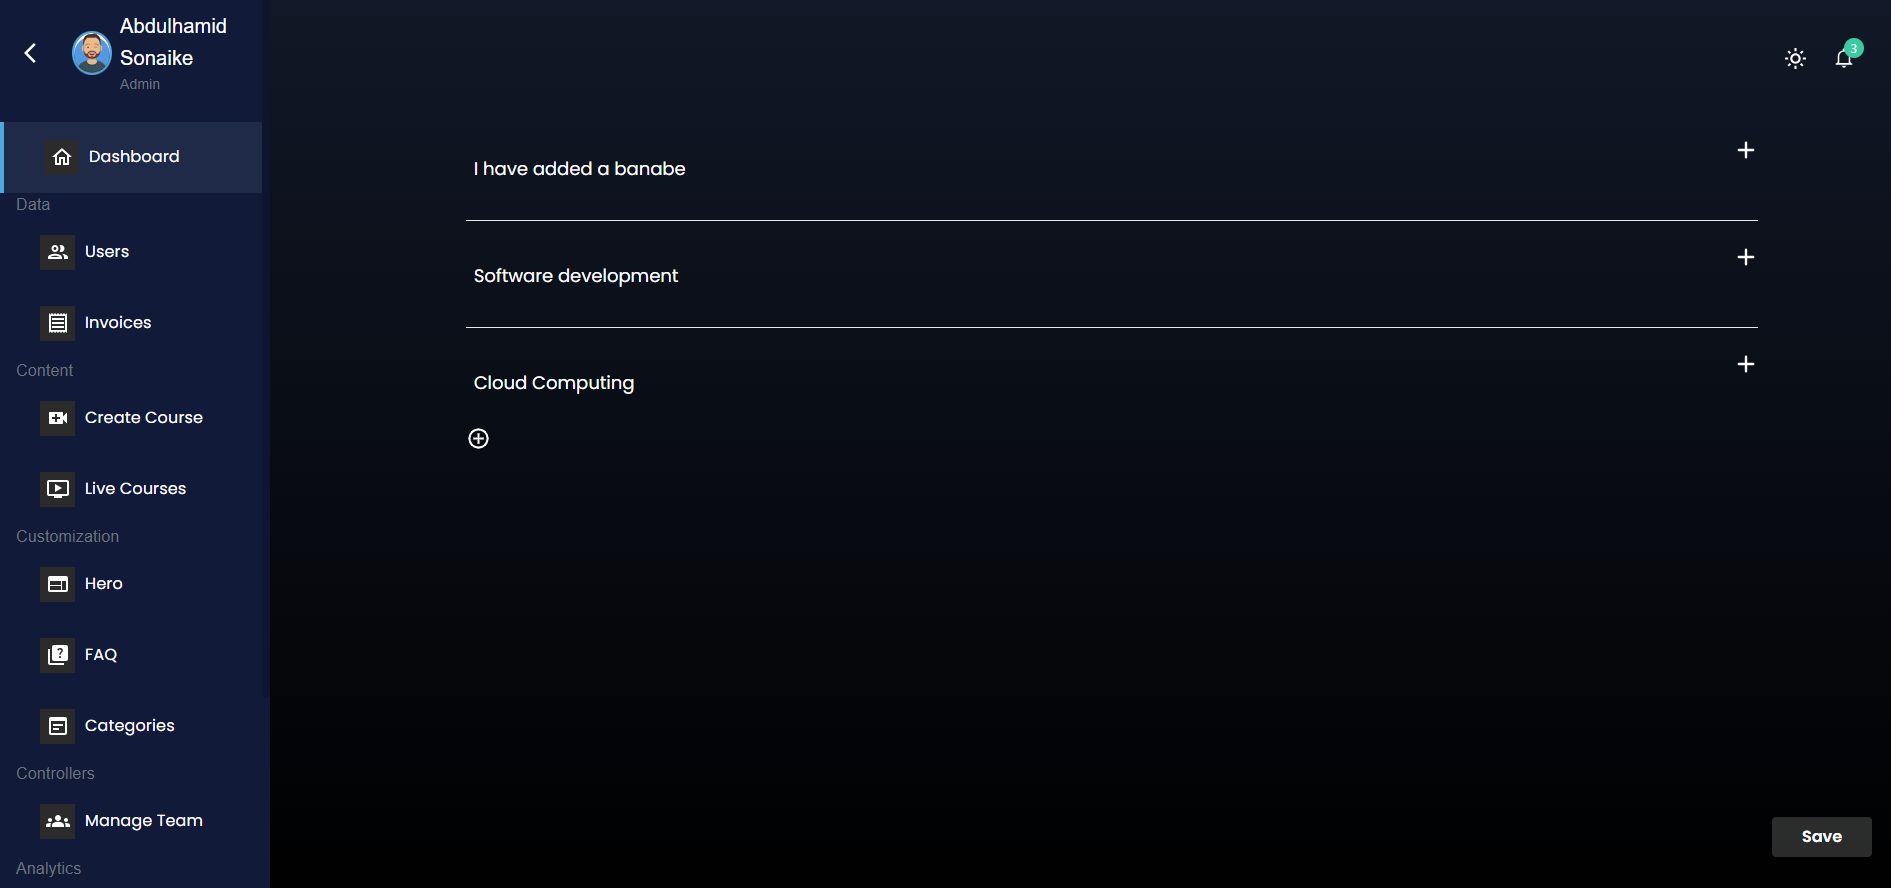 Abdulhamid
Sonaike
Admin
3
Dashboard
Data
Users
Invoices
Content
Create Course
Live Courses
Customization
Hero
FAQ
Categories
Controllers
Manage Team
Analytics
I have added a banabe
Software development
Cloud Computing
Save